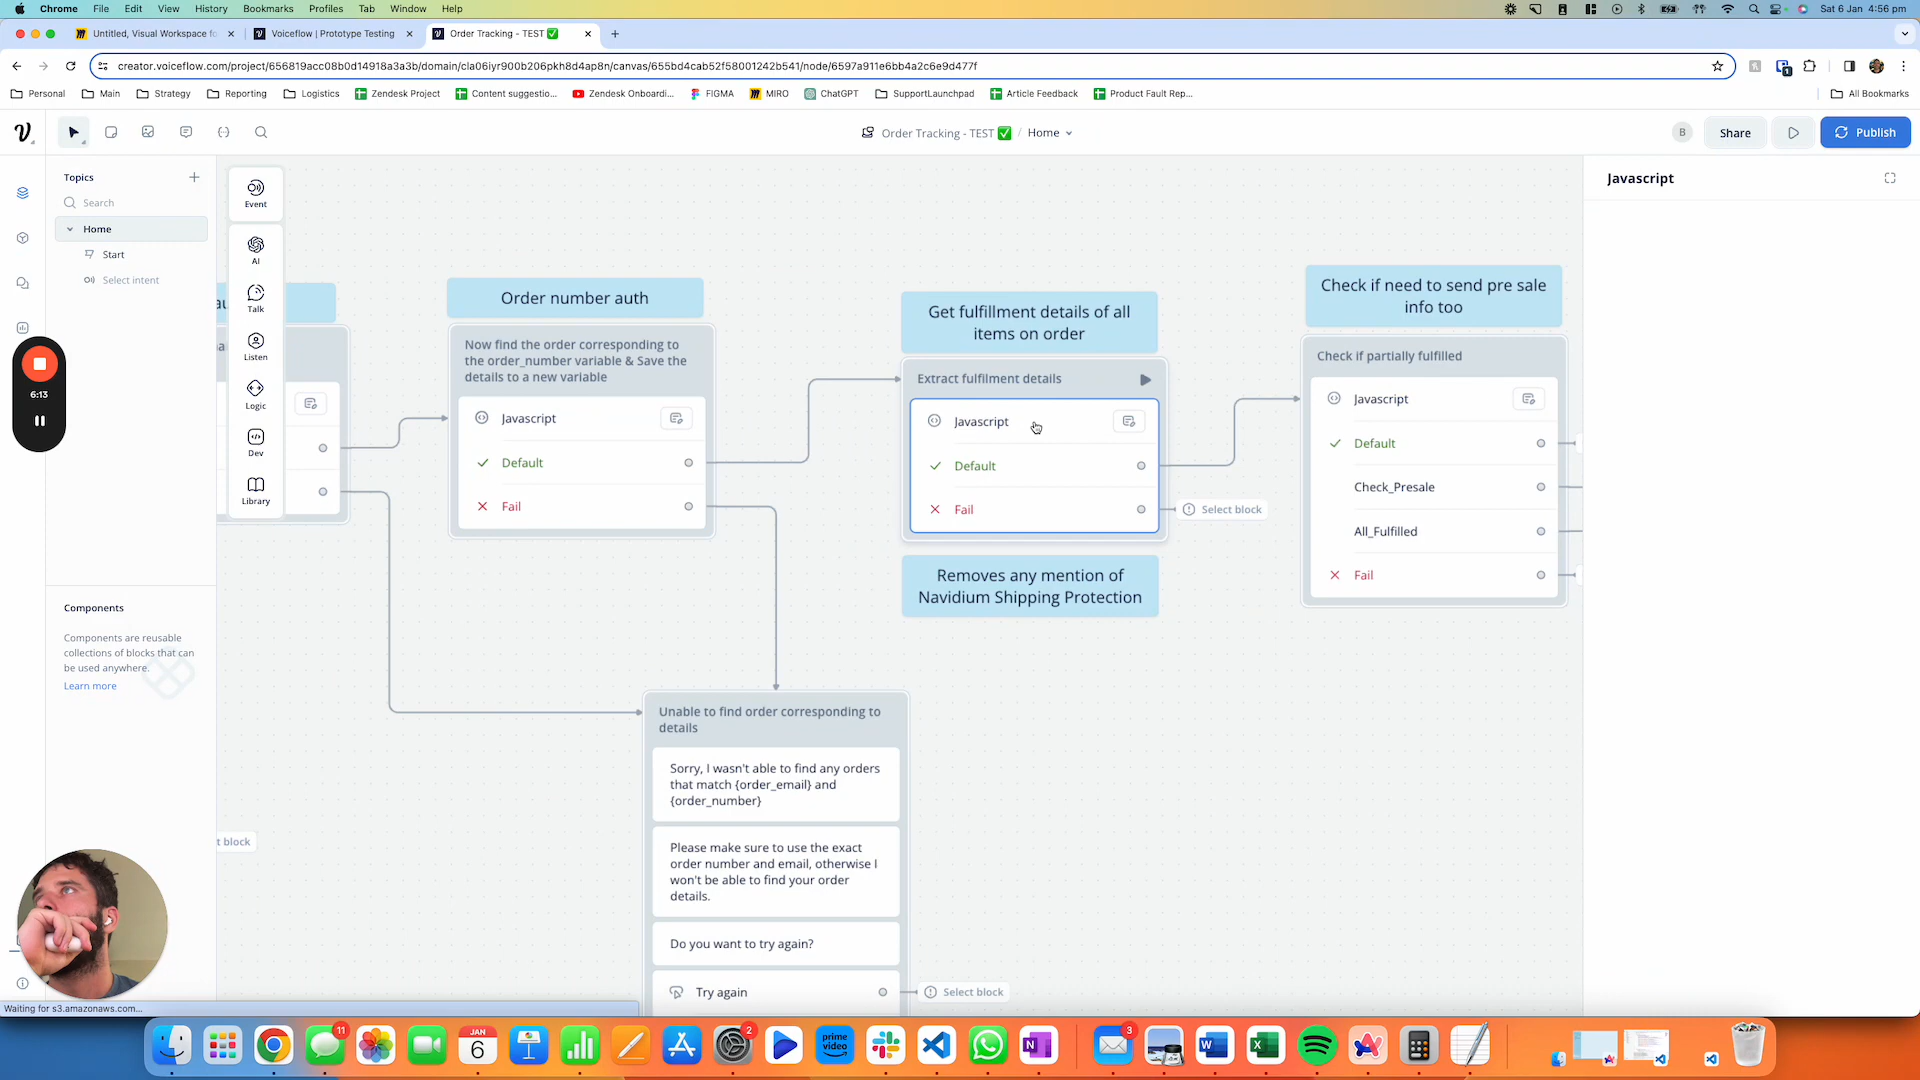 Chrome File Edit View History Bookmarks Profiles Tab Window Help
Sat 6 Jan 4:56 pm
Untitled, Visual Workspace fo
Voiceflow | Prototype Testing
Order Tracking - TEST ✅
creator.voiceflow.com/project/656819acc08b0d14918a3a3b/domain/cla06iyr900b206pkh8d4ap8n/canvas/655bd4cab52f58001242b541/node/6597a911e6bb4a2c6e9d477f
Personal Main Strategy Reporting Logistics Zendesk Project Content suggestio... Zendesk Onboardi... FIGMA MIRO ChatGPT SupportLaunchpad Article Feedback Product Fault Rep... All Bookmarks
Order Tracking - TEST ✅ / Home
B
Share
Publish
Topics
Search
Home
Start
Select intent
Components
Components are reusable
collections of blocks that can
be used anywhere.
Learn more
Event
AI
Talk
Listen
Logic
Dev
Library
6:13
Order number auth
Now find the order corresponding to
the order_number variable & Save the
details to a new variable
Javascript
Default
Fail
Get fulfillment details of all
items on order
Extract fulfilment details
Javascript
Default
Fail
Select block
Removes any mention of
Navidium Shipping Protection
Check if need to send pre sale
info too
Check if partially fulfilled
Javascript
Default
Check_Presale
All_Fulfilled
Fail
Unable to find order corresponding to
details
Sorry, I wasn't able to find any orders
that match {order_email} and
{order_number}
Please make sure to use the exact
order number and email, otherwise I
won't be able to find your order
details.
Do you want to try again?
Try again
Select block
t block
Javascript
Waiting for s3.amazonaws.com...
11
JAN
6
2
prime
video
3